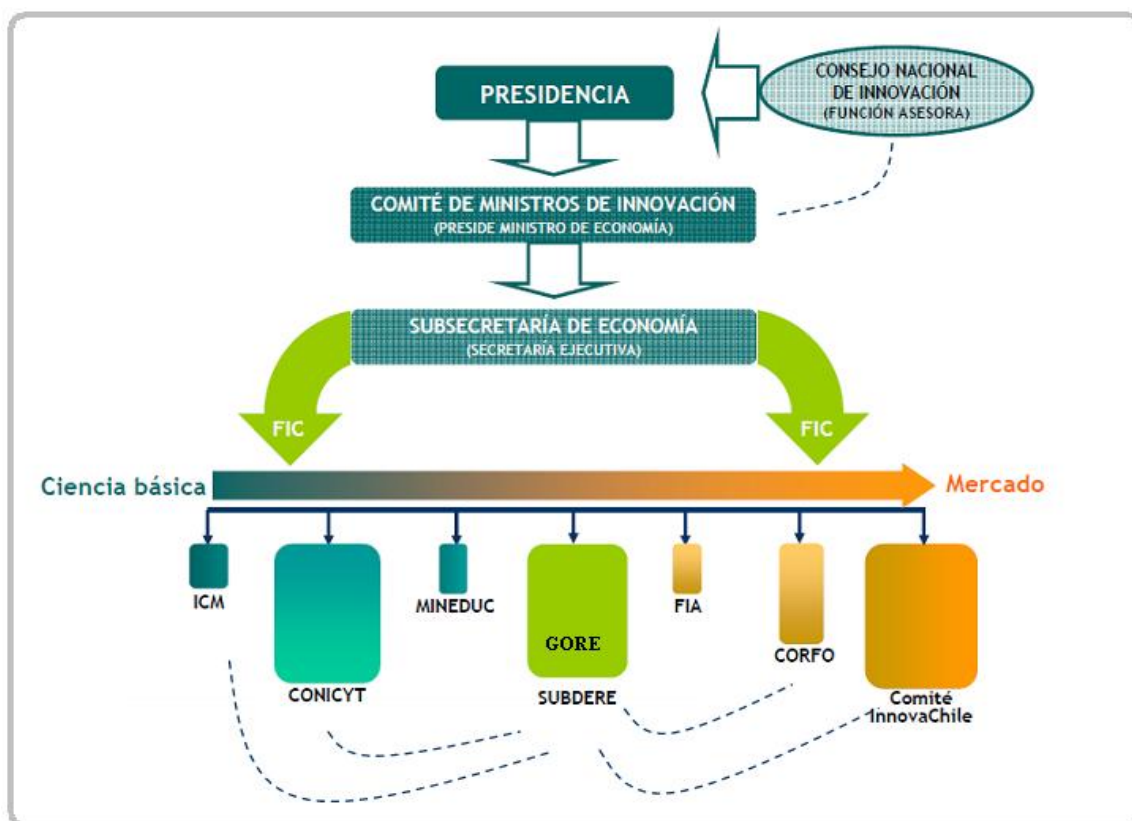 PRESIDENCIA
CONSEJO NACIONAL
DE INNOVACIÓN
(FUNCIÓN ASESORA)
COMITÉ DE MINISTROS DE INNOVACIÓN
(PRESIDE MINISTRO DE ECONOMÍA)
SUBSECRETARÍA DE ECONOMÍA
(SECRETARÍA EJECUTIVA)
FIC
FIC
Ciencia básica
Mercado
ICM
CONICYT
MINEDUC
GORE
SUBDERE
FIA
CORFO
Comité
InnovaChile